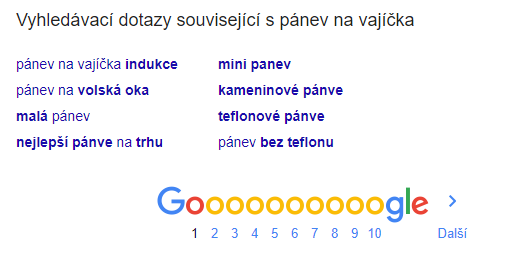 Vyhledávací dotazy související s pánev na vajíčka
pánev na vajíčka indukce
pánev na volská oka
malá pánev
nejlepší pánve na trhu
mini panev
kameninové pánve
teflonové pánve
pánev bez teflonu
Goooooooooogle
1 2 3 4 5 6 7 8 9 10 Další